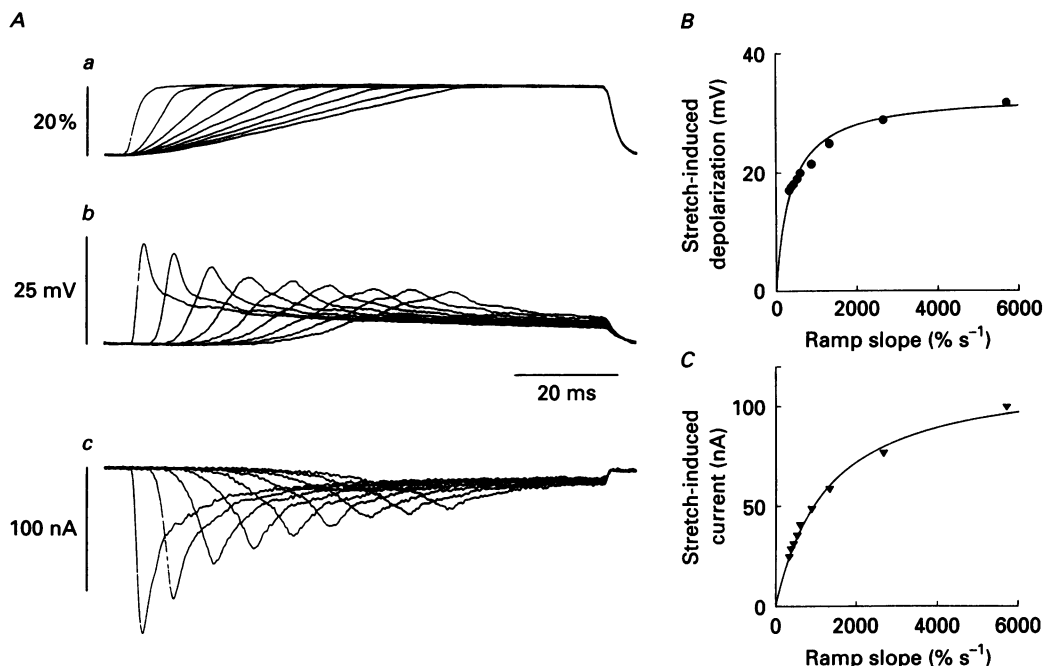 A
a
20%
b
25 mV
20 ms
c
100 nA
B
Stretch-induced
depolarization (mV)
40
20
0
0 2000 4000 6000
Ramp slope (% s⁻¹)
C
Stretch-induced
current (nA)
100
50
0
0 2000 4000 6000
Ramp slope (% s⁻¹)